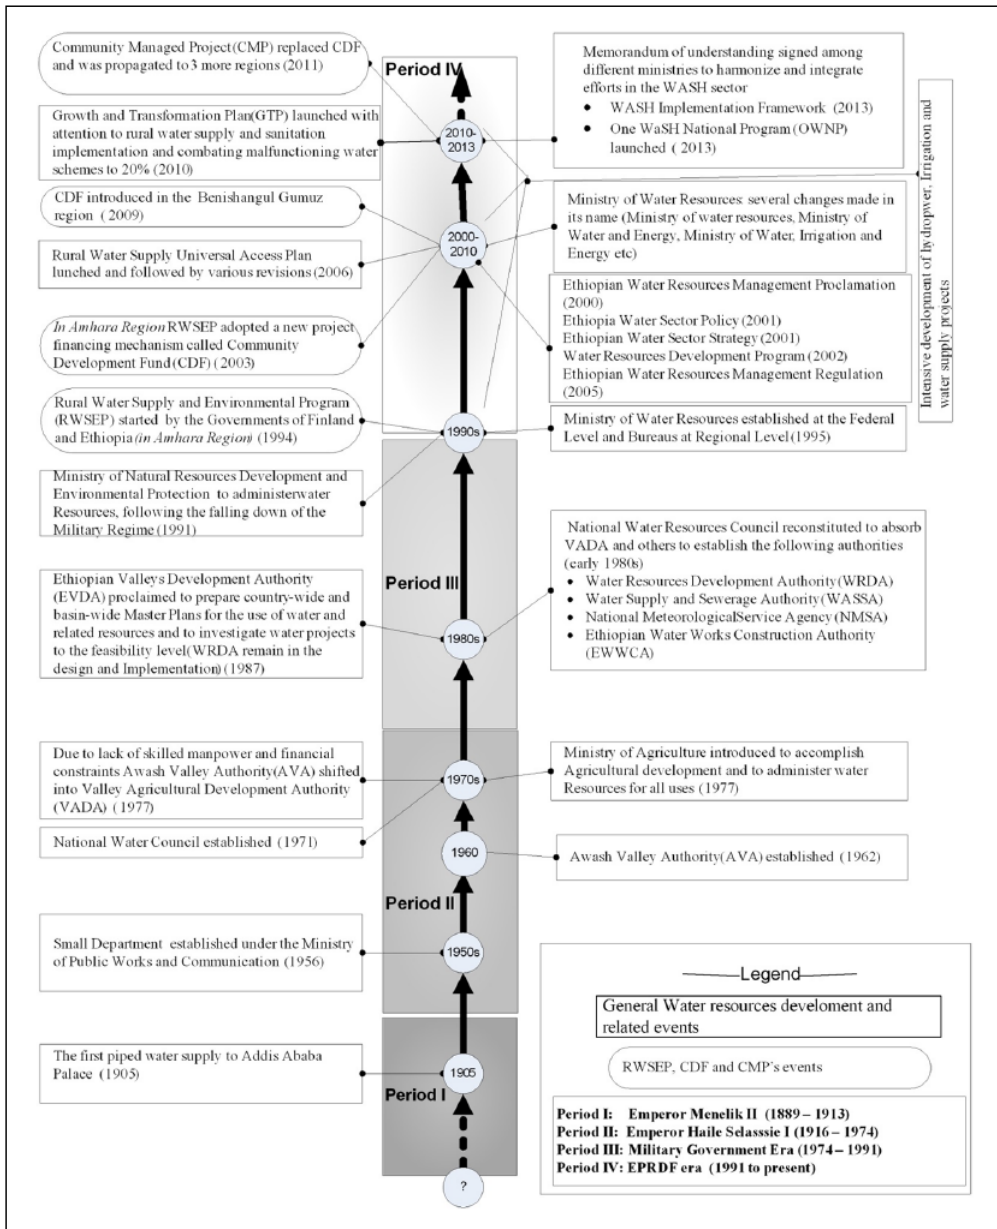 Community Managed Project(CMP) replaced CDF
and was propagated to 3 more regions (2011)
Growth and Transformation Plan(GTP) launched with
attention to rural water supply and sanitation
implementation and combating malfunctioning water
schemes to 20% (2010)
CDF introduced in the Benishangul Gumuz
region (2009)
Rural Water Supply Universal Access Plan
lunched and followed by various revisions (2006)
In Amhara Region RWSEP adopted a new project
financing mechanism called Community
Development Fund (CDF) (2003)
Rural Water Supply and Environmental Program
(RWSEP) started by the Governments of Finland
and Ethiopia (in Amhara Region) (1994)
Ministry of Natural Resources Development and
Environmental Protection to administerwater
Resources, following the falling down of the
Military Regime (1991)
Ethiopian Valleys Development Authority
(EVDA) proclaimed to prepare country-wide and
basin-wide Master Plans for the use of water and
related resources and to investigate water projects
to the feasibility level(WRDA remain in the
design and Implementation) (1987)
Due to lack of skilled manpower and financial
constraints Awash Valley Authority(AVA) shifted
into Valley Agricultural Development Authority
(VADA) (1977)
National Water Council established (1971)
Small Department established under the Ministry
of Public Works and Communication (1956)
The first piped water supply to Addis Ababa
Palace (1905)
Period IV
2010-
2013
2000-
2010
1990s
Period III
1980s
1970s
1960
Period II
1950s
1905
Period I
?
Memorandum of understanding signed among
different ministries to harmonize and integrate
efforts in the WASH sector
• WASH Implementation Framework (2013)
• One WaSH National Program (OWNP)
launched ( 2013)
Ministry of Water Resources: several changes made in
its name (Ministry of water resources, Ministry of
Water and Energy, Ministry of Water, Irrigation and
Energy etc)
Ethiopian Water Resources Management Proclamation
(2000)
Ethiopia Water Sector Policy (2001)
Ethiopian Water Sector Strategy (2001)
Water Resources Development Program (2002)
Ethiopian Water Resources Management Regulation
(2005)
Ministry of Water Resources established at the Federal
Level and Bureaus at Regional Level (1995)
National Water Resources Council reconstituted to absorb
VADA and others to establish the following authorities
(early 1980s)
• Water Resources Development Authority (WRDA)
• Water Supply and Sewerage Authority (WASSA)
• National MeteorologicalService Agency (NMSA)
• Ethiopian Water Works Construction Authority
(EWWCA)
Ministry of Agriculture introduced to accomplish
Agricultural development and to administer water
Resources for all uses (1977)
Awash Valley Authority(AVA) established (1962)
Intensive development of hydropwer, Irrigation and
water supply projects
Legend
General Water resources develoment and
related events
RWSEP, CDF and CMP's events
Period I: Emperor Menelik II (1889 – 1913)
Period II: Emperor Haile Selasssie I (1916 – 1974)
Period III: Military Government Era (1974 – 1991)
Period IV: EPRDF era (1991 to present)